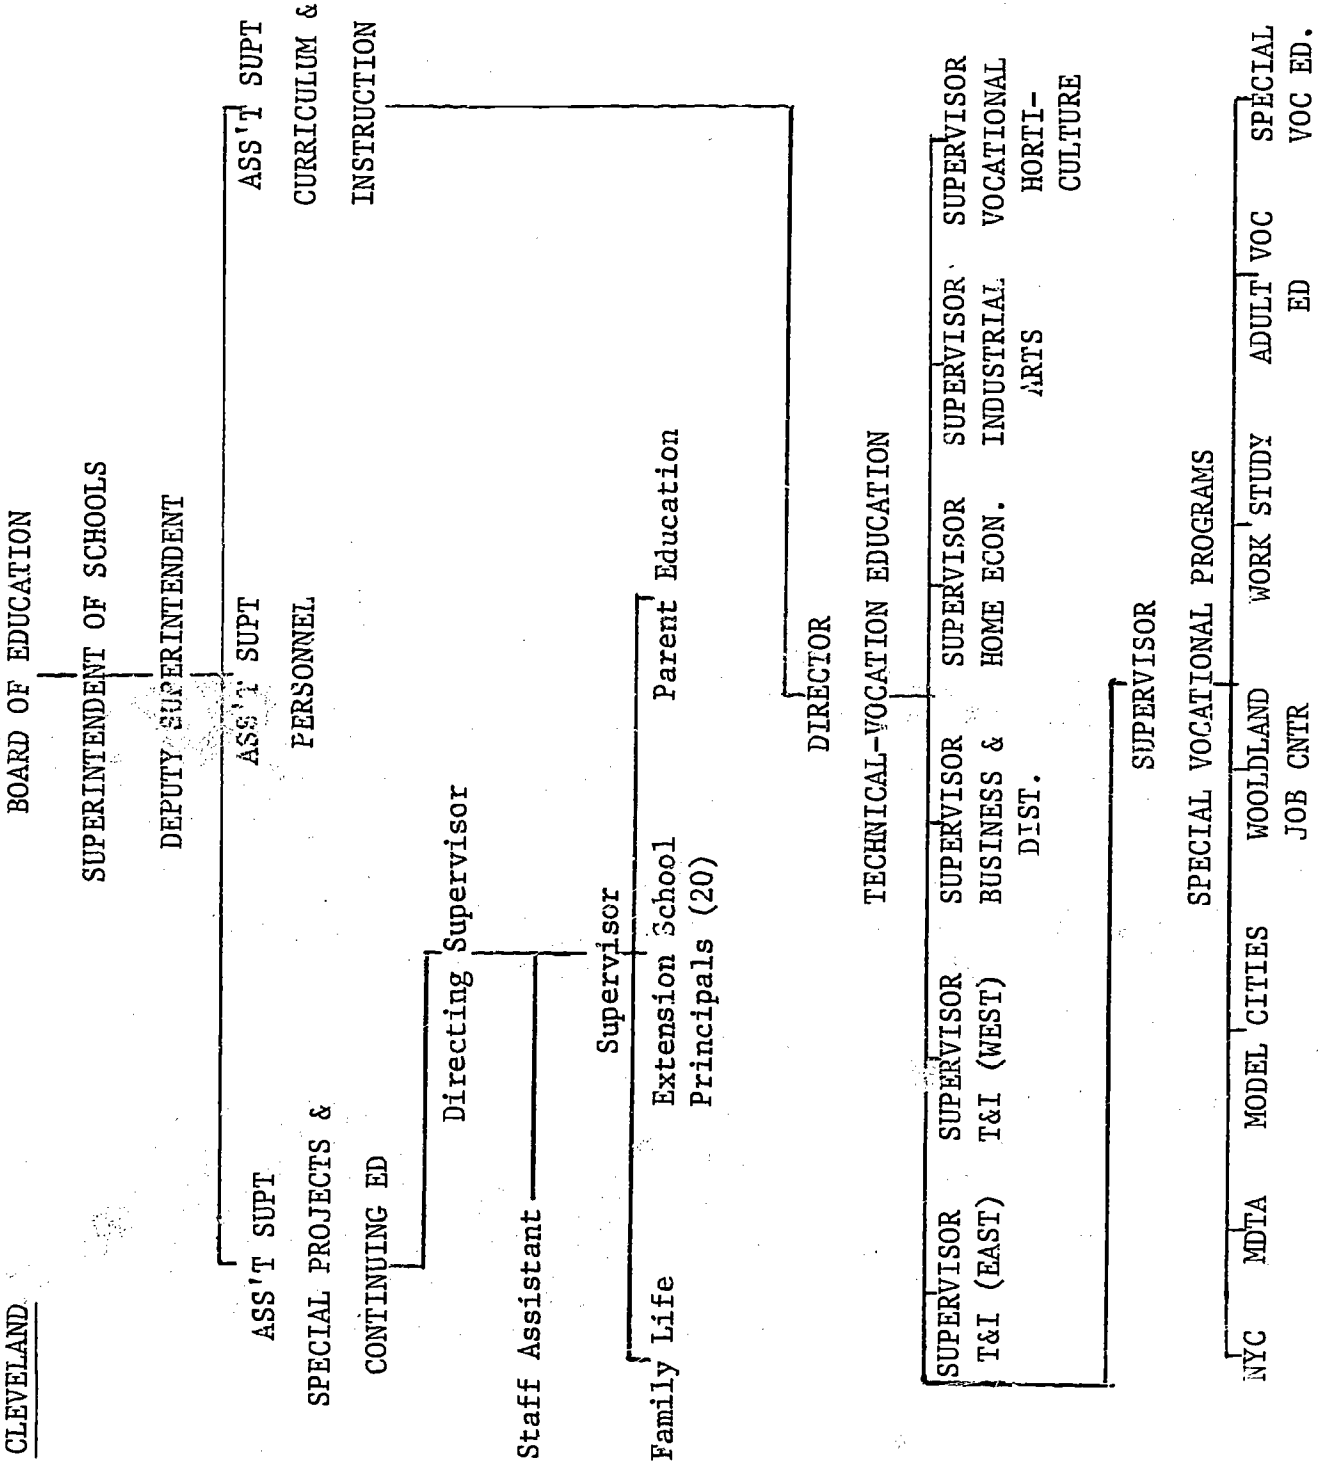 CLEVELAND
BOARD OF EDUCATION
SUPERINTENDENT OF SCHOOLS
DEPUTY SUPERINTENDENT
ASS'T SUPT
SPECIAL PROJECTS &
CONTINUING ED
ASS'T SUPT
PERSONNEL
ASS'T SUPT
CURRICULUM &
INSTRUCTION
Directing Supervisor
Staff Assistant
Supervisor
Family Life
Extension School
Principals (20)
Parent Education
DIRECTOR
TECHNICAL-VOCATION EDUCATION
SUPERVISOR
T&I (EAST)
SUPERVISOR
T&I (WEST)
SUPERVISOR
BUSINESS &
DIST.
SUPERVISOR
HOME ECON.
SUPERVISOR
INDUSTRIAL
ARTS
SUPERVISOR
VOCATIONAL
HORTI-
CULTURE
SUPERVISOR
SPECIAL VOCATIONAL PROGRAMS
NYC
MDTA
MODEL CITIES
WOOLDLAND
JOB CNTR
WORK STUDY
ADULT VOC
ED
SPECIAL
VOC ED.